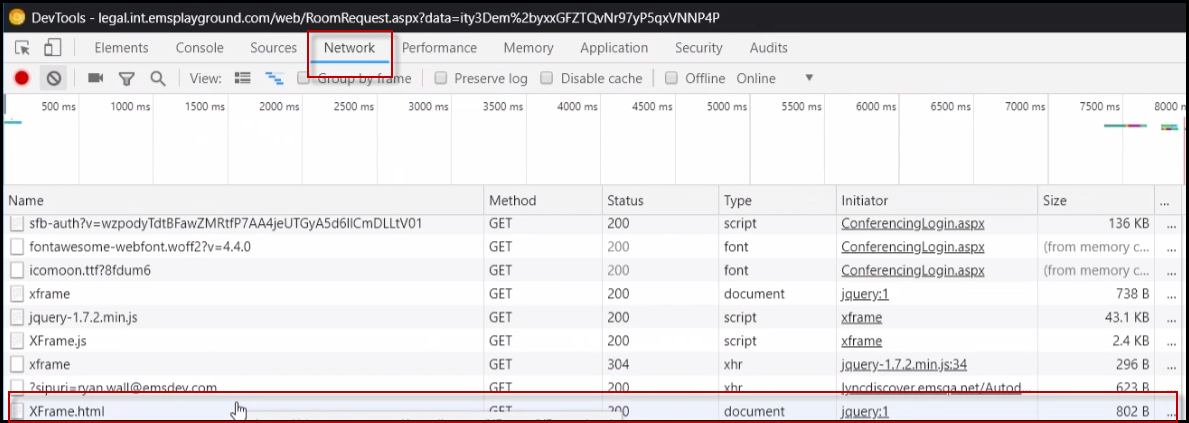 DevTools - legal.int.emsplayground.com/web/RoomRequest.aspx?data=ity3Dem%2byxxGFZTQvNr97yP5qxVNNP4P
Elements Console Sources Network Performance Memory Application Security Audits
View: Group by frame Preserve log Disable cache Offline Online
500 ms 1000 ms 1500 ms 2000 ms 2500 ms 3000 ms 3500 ms 4000 ms 4500 ms 5000 ms 5500 ms 6000 ms 6500 ms 7000 ms 7500 ms 8000 m
Name Method Status Type Initiator Size ...
sfb-auth?v=wzpodyTdtBFawZMRtfP7AA4jeUTGyA5d6IlCmDLLtV01 GET 200 script ConferencingLogin.aspx 136 KB ...
fontawesome-webfont.woff2?v=4.4.0 GET 200 font ConferencingLogin.aspx (from memory c... ...
icomoon.ttf?8fdum6 GET 200 font ConferencingLogin.aspx (from memory c... ...
xframe GET 200 document jquery:1 738 B ...
jquery-1.7.2.min.js GET 200 script xframe 43.1 KB ...
XFrame.js GET 200 script xframe 2.4 KB ...
xframe GET 304 xhr jquery-1.7.2.min.js:34 296 B ...
?sipuri=ryan.wall@emsdev.com GET 200 xhr lyncdiscover.emsqa.net/Autod... 623 B ...
XFrame.html GET 200 document jquery:1 802 B ...